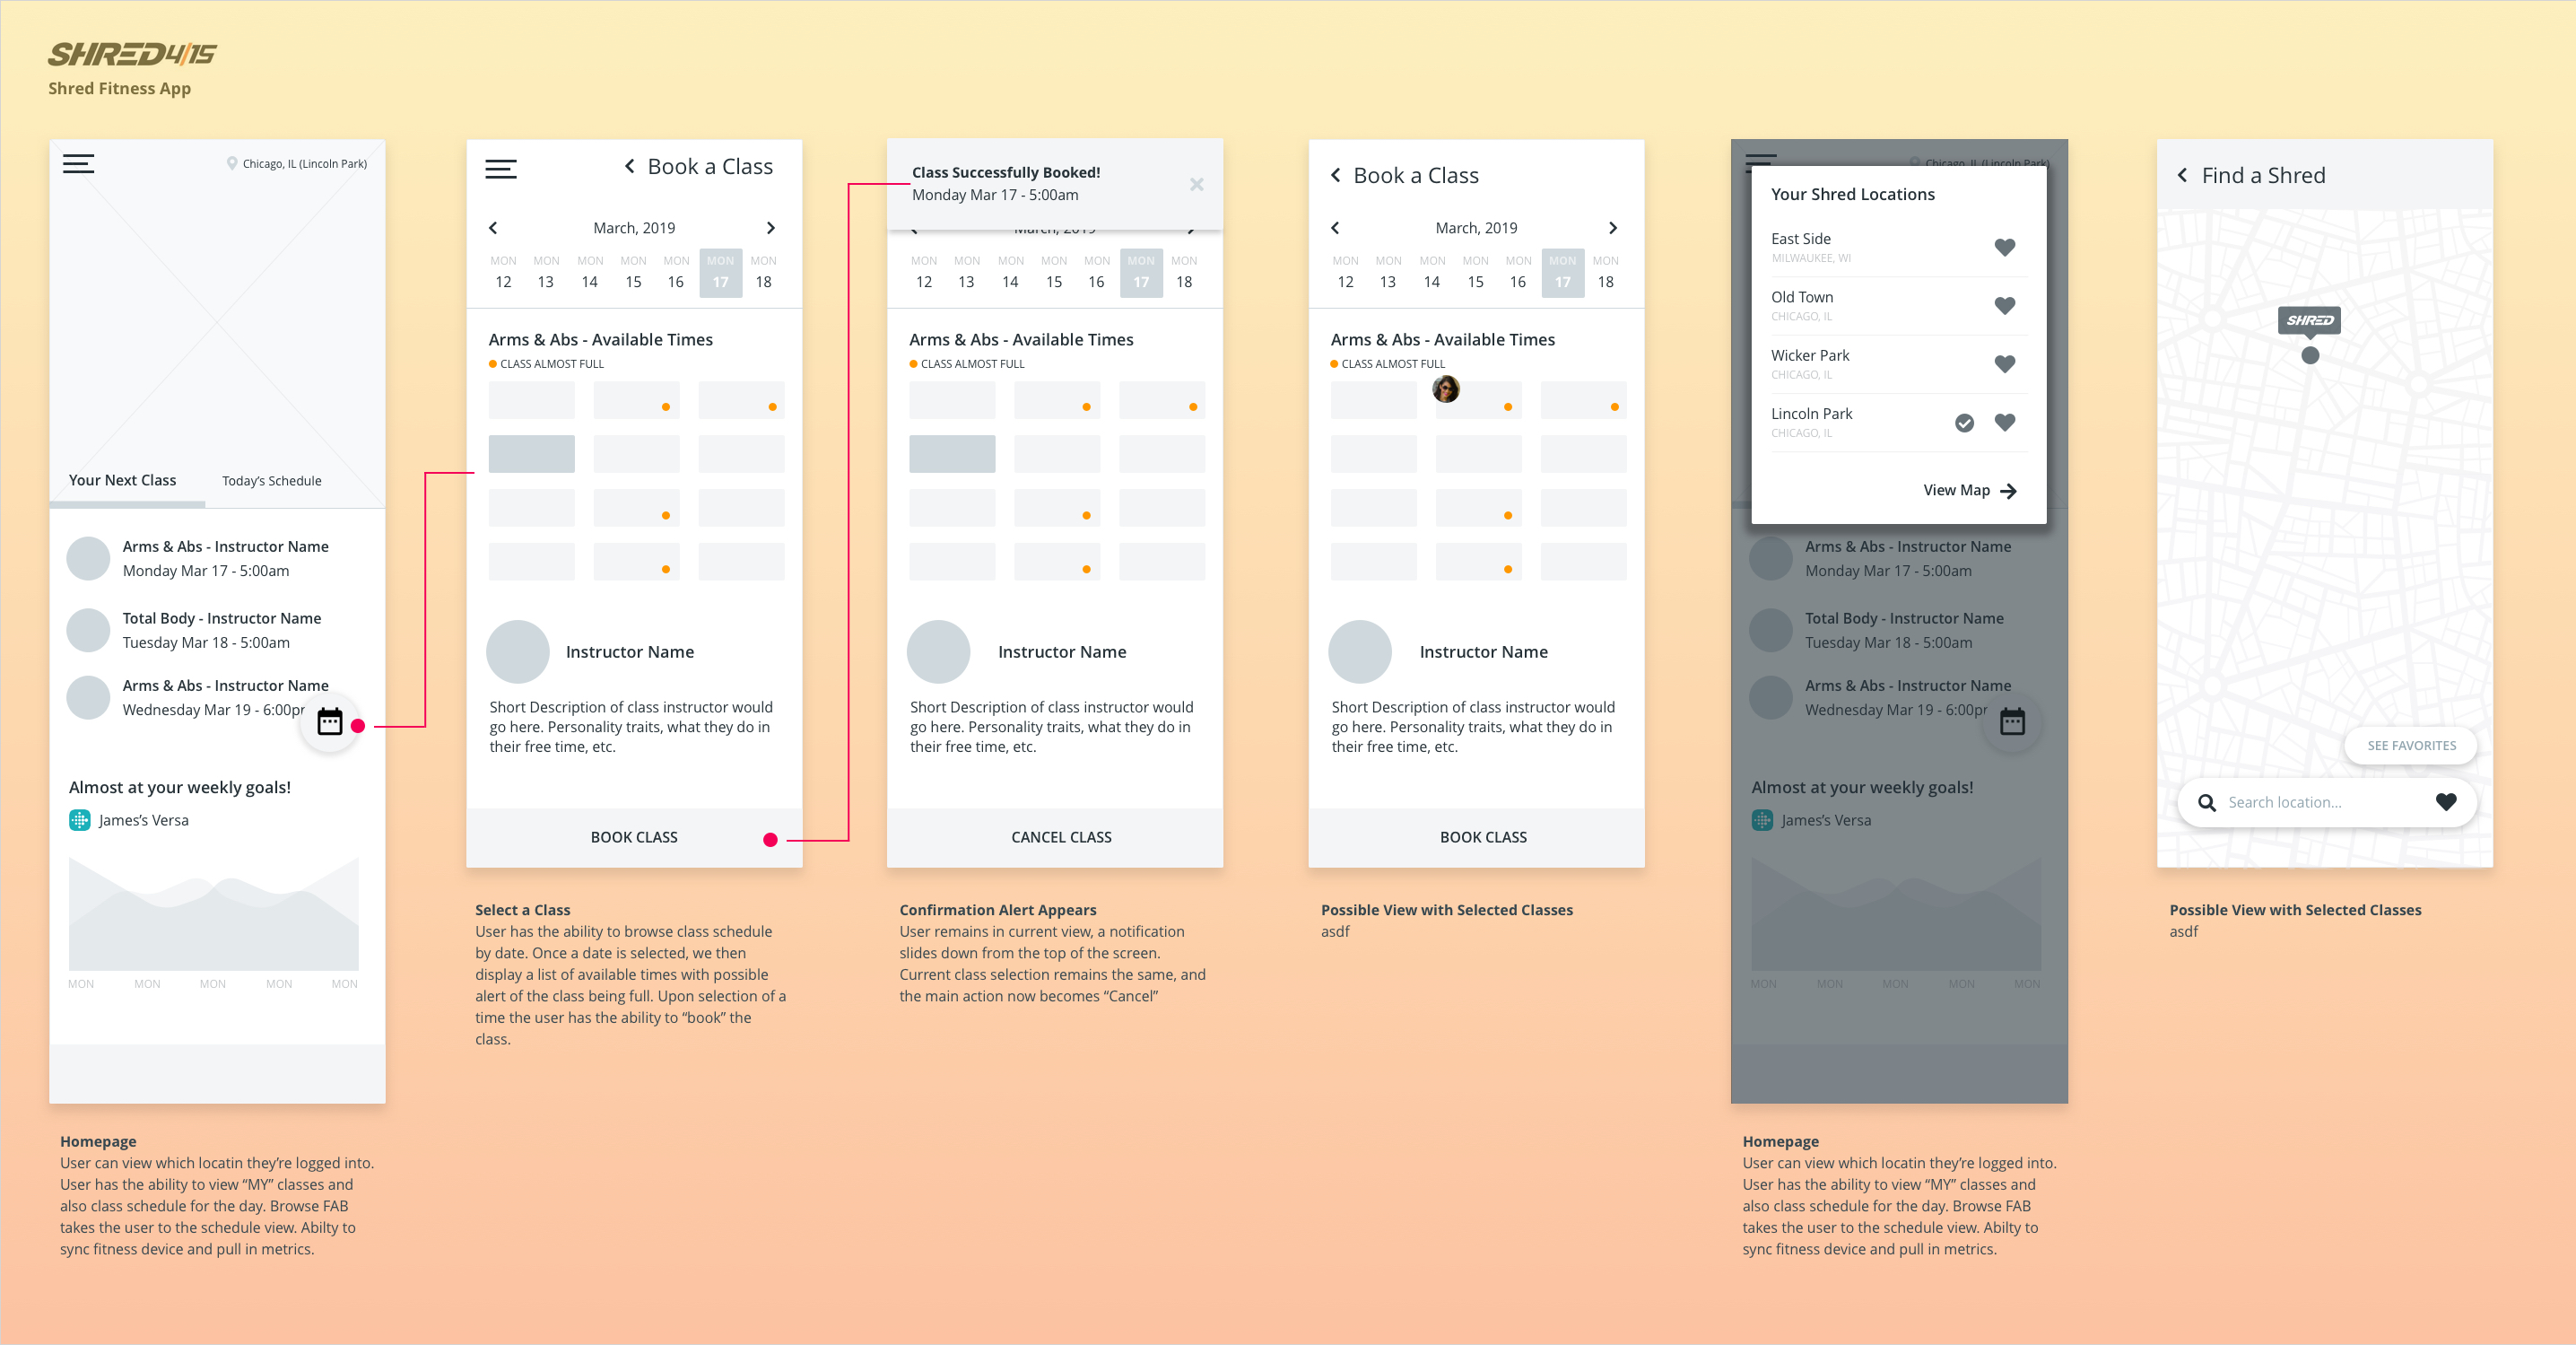 SHRED4/15
Shred Fitness App
Chicago, IL (Lincoln Park)
Your Next Class
Today’s Schedule
Arms & Abs - Instructor Name
Monday Mar 17 - 5:00am
Total Body - Instructor Name
Tuesday Mar 18 - 5:00am
Arms & Abs - Instructor Name
Wednesday Mar 19 - 6:00p
Almost at your weekly goals!
James’s Versa
MON MON MON MON MON
Homepage
User can view which locatin they’re logged into.
User has the ability to view “MY” classes and
also class schedule for the day. Browse FAB
takes the user to the schedule view. Abilty to
sync fitness device and pull in metrics.
Book a Class
March, 2019
MON MON MON MON MON MON MON
12 13 14 15 16 17 18
Arms & Abs - Available Times
CLASS ALMOST FULL
Instructor Name
Short Description of class instructor would
go here. Personality traits, what they do in
their free time, etc.
BOOK CLASS
Select a Class
User has the ability to browse class schedule
by date. Once a date is selected, we then
display a list of available times with possible
alert of the class being full. Upon selection of a
time the user has the ability to “book” the
class.
Class Successfully Booked!
Monday Mar 17 - 5:00am
March, 2019
MON MON MON MON MON MON MON
12 13 14 15 16 17 18
Arms & Abs - Available Times
CLASS ALMOST FULL
Instructor Name
Short Description of class instructor would
go here. Personality traits, what they do in
their free time, etc.
CANCEL CLASS
Confirmation Alert Appears
User remains in current view, a notification
slides down from the top of the screen.
Current class selection remains the same, and
the main action now becomes “Cancel”
Book a Class
March, 2019
MON MON MON MON MON MON MON
12 13 14 15 16 17 18
Arms & Abs - Available Times
CLASS ALMOST FULL
Instructor Name
Short Description of class instructor would
go here. Personality traits, what they do in
their free time, etc.
BOOK CLASS
Possible View with Selected Classes
asdf
Chicago, IL (Lincoln Park)
Your Shred Locations
East Side
MILWAUKEE, WI
Old Town
CHICAGO, IL
Wicker Park
CHICAGO, IL
Lincoln Park
CHICAGO, IL
View Map
Arms & Abs - Instructor Name
Monday Mar 17 - 5:00am
Total Body - Instructor Name
Tuesday Mar 18 - 5:00am
Arms & Abs - Instructor Name
Wednesday Mar 19 - 6:00p
Almost at your weekly goals!
James’s Versa
MON MON MON MON MON
Homepage
User can view which locatin they’re logged into.
User has the ability to view “MY” classes and
also class schedule for the day. Browse FAB
takes the user to the schedule view. Abilty to
sync fitness device and pull in metrics.
Find a Shred
SHRED
SEE FAVORITES
Search location...
Possible View with Selected Classes
asdf